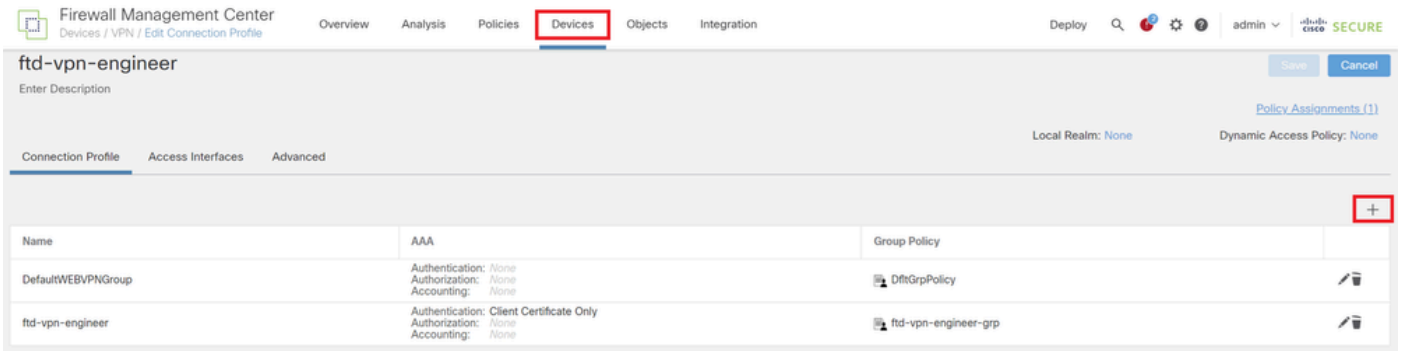 Firewall Management Center
Devices / VPN / Edit Connection Profile
Overview Analysis Policies Devices Objects Integration Deploy 3 admin cisco SECURE
ftd-vpn-engineer Save Cancel
Enter Description
Policy Assignments (1)
Local Realm: None Dynamic Access Policy: None
Connection Profile Access Interfaces Advanced
+
Name AAA Group Policy
DefaultWEBVPNGroup
Authentication: None
Authorization: None
Accounting: None
DfltGrpPolicy
ftd-vpn-engineer
Authentication: Client Certificate Only
Authorization: None
Accounting: None
ftd-vpn-engineer-grp